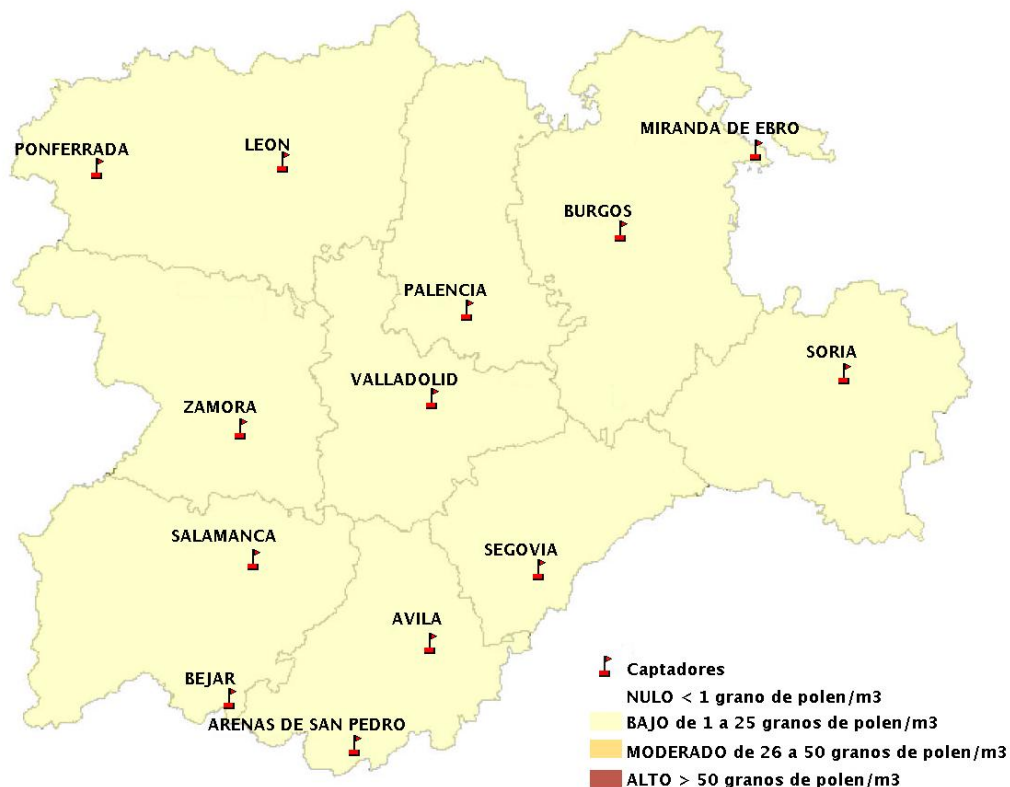 MIRANDA DE EBRO
PONFERRADA
LEON
BURGOS
PALENCIA
SORIA
VALLADOLID
ZAMORA
SALAMANCA
SEGOVIA
AVILA
BEJAR
ARENAS DE SAN PEDRO
Captadores
NULO < 1 grano de polen/m3
BAJO de 1 a 25 granos de polen/m3
MODERADO de 26 a 50 granos de polen/m3
ALTO > 50 granos de polen/m3